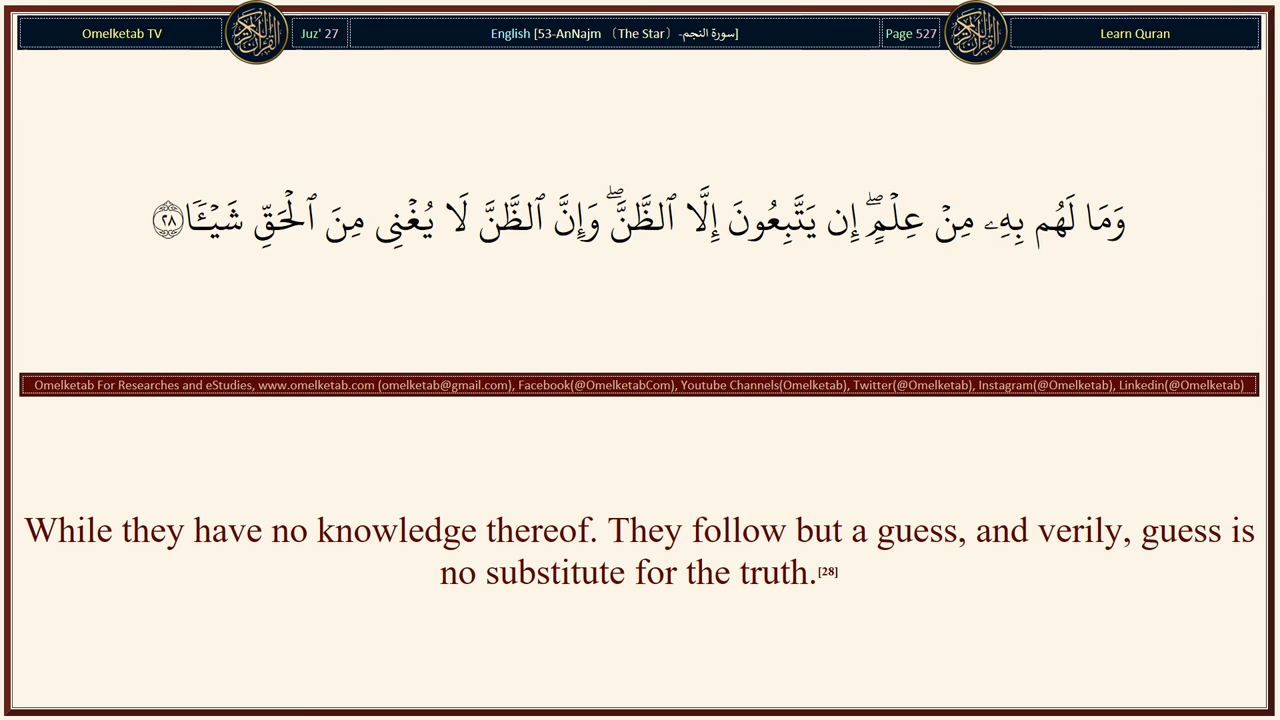 Omelketab TV
Juz' 27
English [53-AnNajm （The Star）-سورة النجم]
Page 527
Learn Quran
وَمَا لَهُم بِهِۦ مِنۡ عِلۡمٍۖ إِن يَتَّبِعُونَ إِلَّا ٱلظَّنَّۖ وَإِنَّ ٱلظَّنَّ لَا يُغۡنِي مِنَ ٱلۡحَقِّ شَيۡـٔٗا ٢٨
Omelketab For Researches and eStudies, www.omelketab.com (omelketab@gmail.com), Facebook(@OmelketabCom), Youtube Channels(Omelketab), Twitter(@Omelketab), Instagram(@Omelketab), Linkedin(@Omelketab)
While they have no knowledge thereof. They follow but a guess, and verily, guess is
no substitute for the truth.[28]